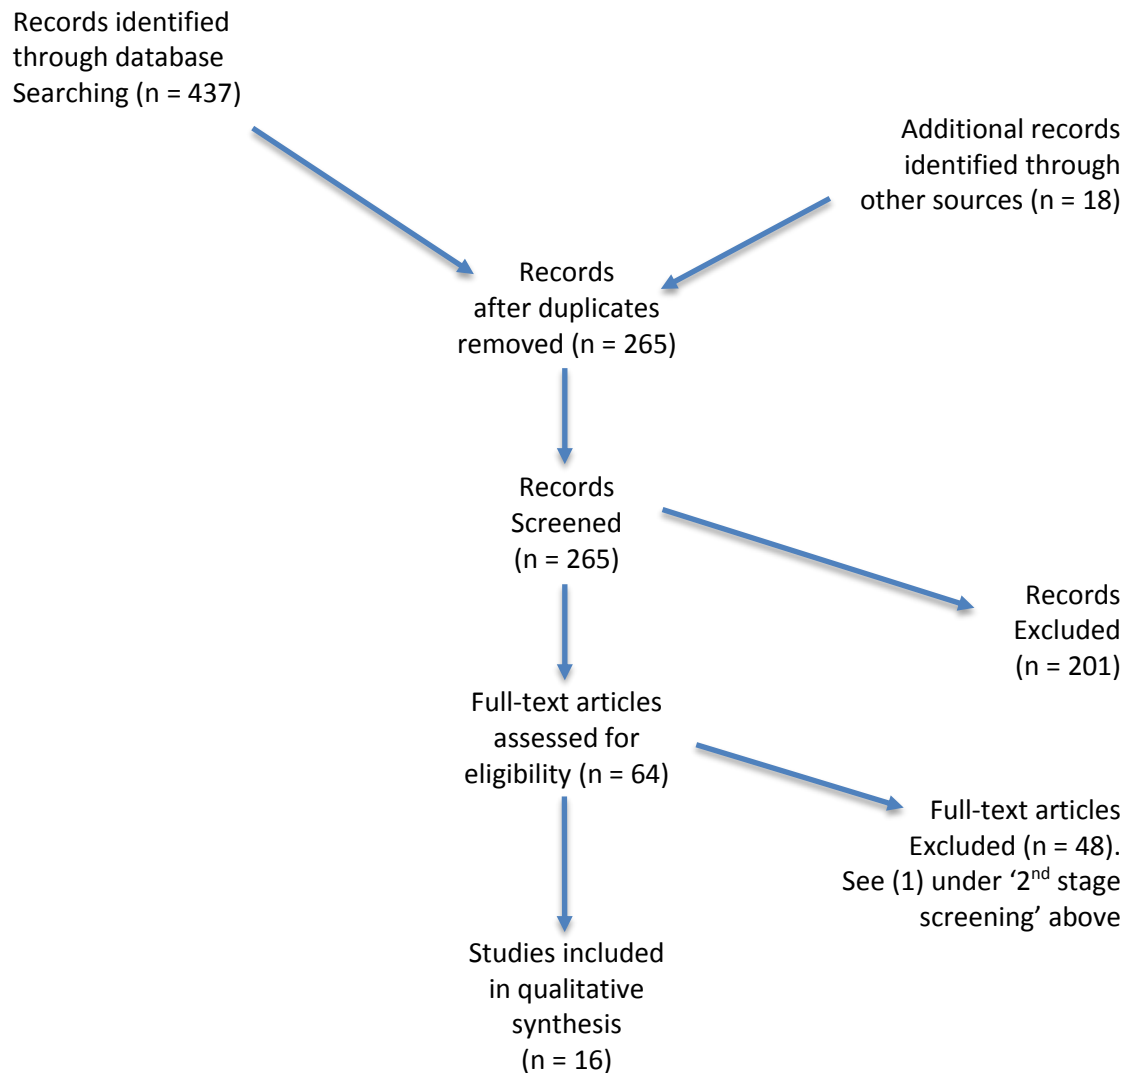 Records identified
through database
Searching (n = 437)
Additional records
identified through
other sources (n = 18)
Records
after duplicates
removed (n = 265)
Records
Screened
(n = 265)
Records
Excluded
(n = 201)
Full-text articles
assessed for
eligibility (n = 64)
Full-text articles
Excluded (n = 48).
See (1) under ‘2nd stage
screening’ above
Studies included
in qualitative
synthesis
(n = 16)